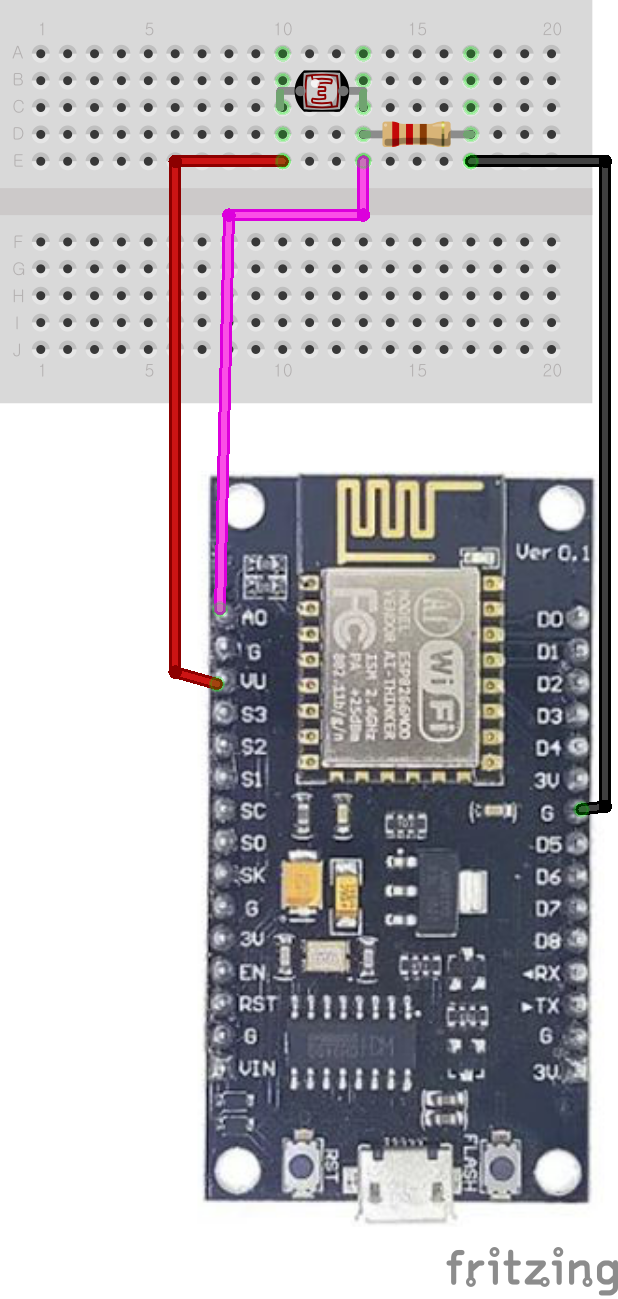 1 5 10 15 20
A
B
C
D
E
F
G
H
I
J
1 5 10 15 20
Ver 0.1
A0 D0
G D1
VU D2
S3 D3
S2 D4
S1 3V
SC G
S0 D5
SK D6
G D7
3V D8
EN ◄RX
RST ►TX
G G
VIN 3V
MODEL ESP8266MOD
VENDOR AI-THINKER
ISM 2.4GHz
PA +25dBm
802.11b/g/n
FC
Ai
WiFi
RST
FLASH
fritzing